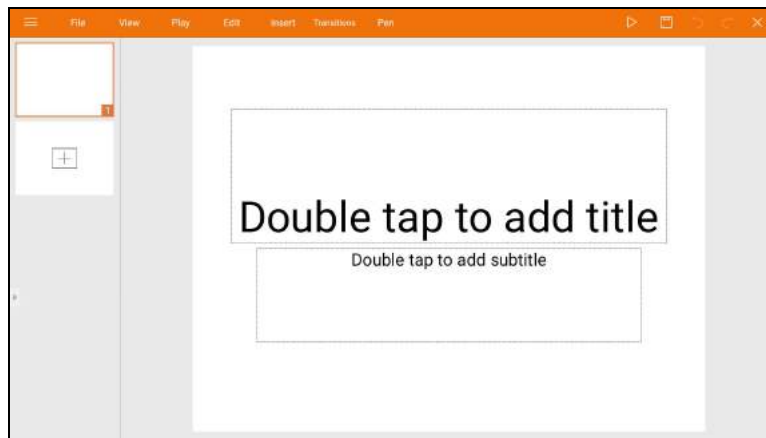 File View Play Edit Insert Transitions Pen
1
Double tap to add title
Double tap to add subtitle